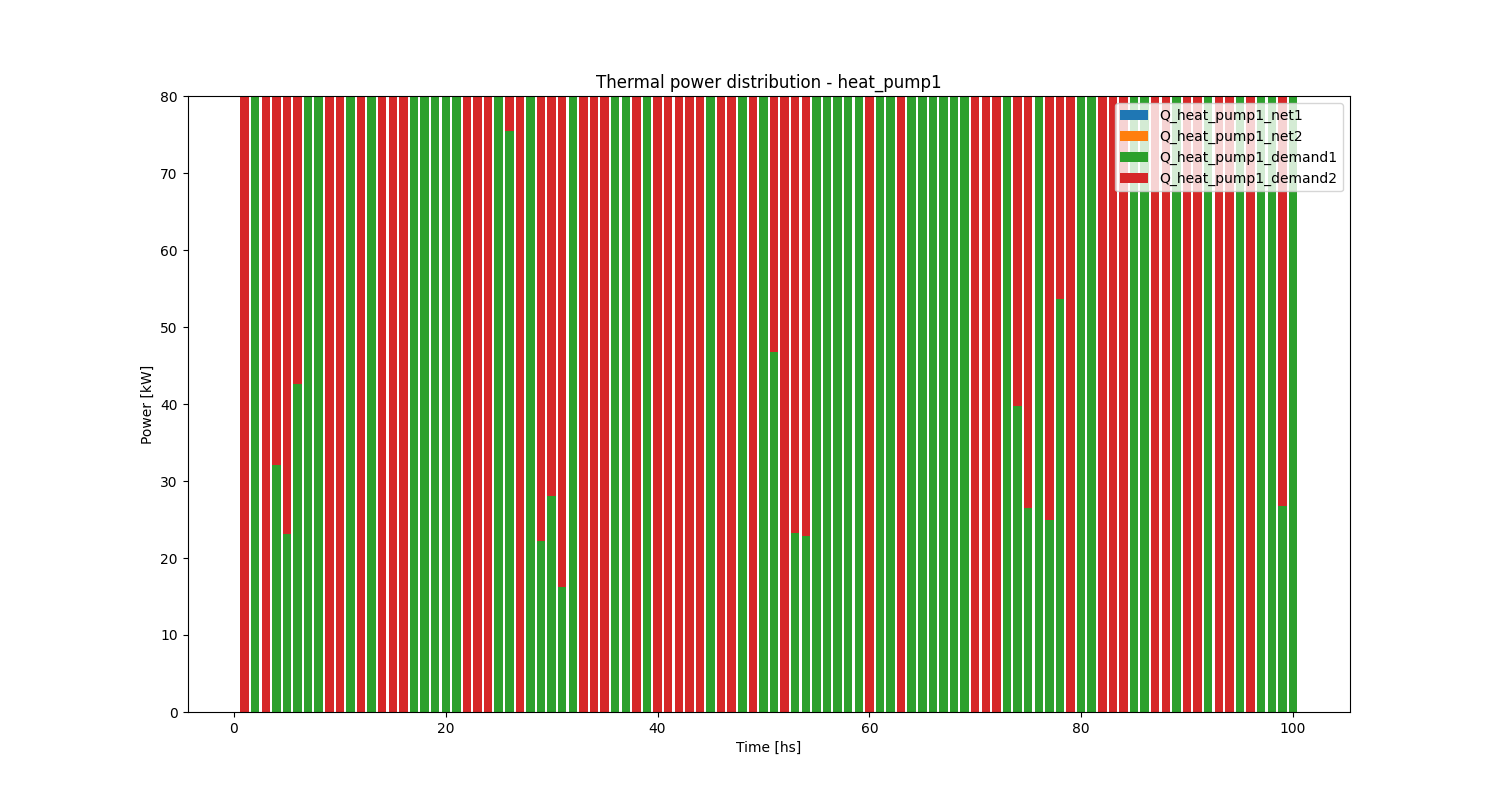 Thermal power distribution - heat_pump1
80
70
60
50
40
30
20
10
0
Power [kW]
Q_heat_pump1_net1
Q_heat_pump1_net2
Q_heat_pump1_demand1
Q_heat_pump1_demand2
0 20 40 60 80 100
Time [hs]